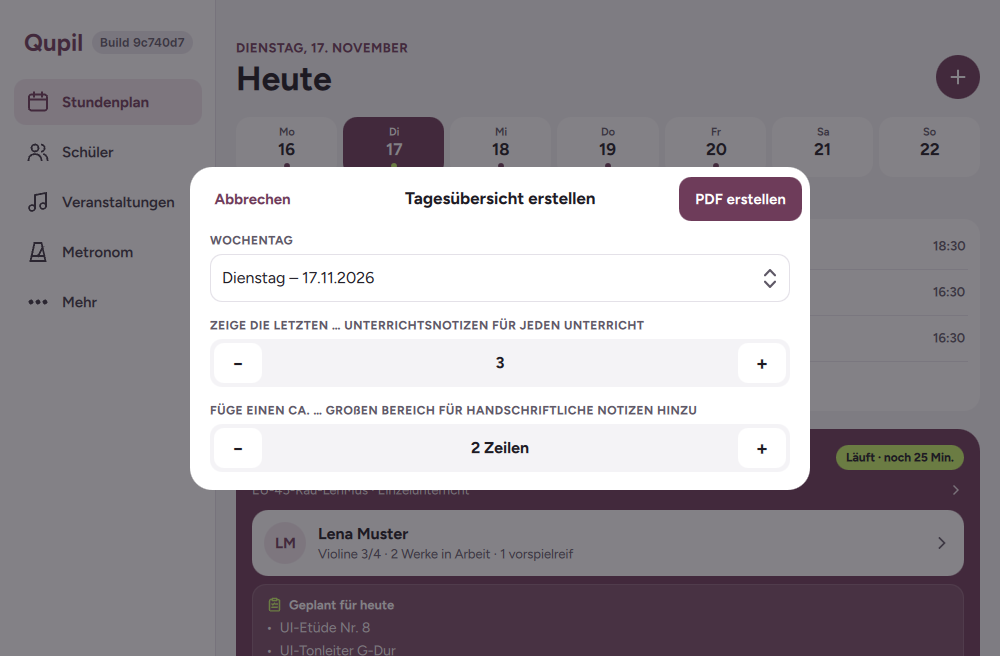 Qupil
Build 9c740d7
Stundenplan
Schüler
Veranstaltungen
Metronom
Mehr
DIENSTAG, 17. NOVEMBER
Heute
Mo
16
Di
17
Mi
18
Do
19
Fr
20
Sa
21
So
22
18:30
16:30
16:30
Abbrechen
Tagesübersicht erstellen
PDF erstellen
WOCHENTAG
Dienstag – 17.11.2026
ZEIGE DIE LETZTEN … UNTERRICHTSNOTIZEN FÜR JEDEN UNTERRICHT
– 3 +
FÜGE EINEN CA. … GROẞEN BEREICH FÜR HANDSCHRIFTLICHE NOTIZEN HINZU
– 2 Zeilen +
Läuft · noch 25 Min.
Einzelunterricht
LM
Lena Muster
Violine 3/4 · 2 Werke in Arbeit · 1 vorspielreif
Geplant für heute
• UI-Etüde Nr. 8
• UI-Tonleiter G-Dur